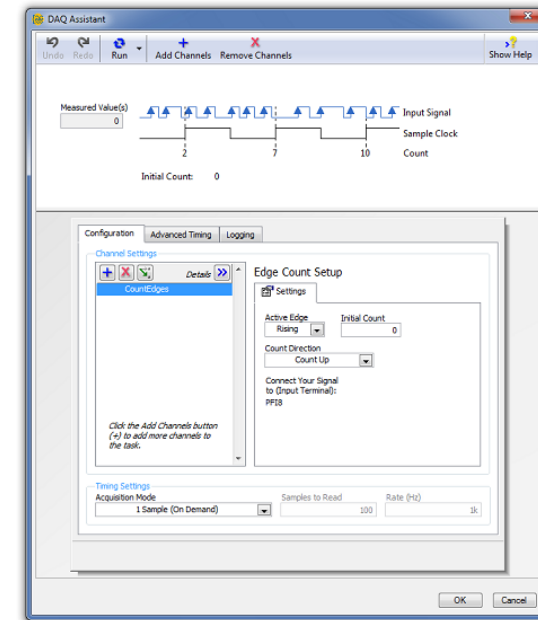 DAQ Assistant
Undo Redo Run Add Channels Remove Channels Show Help
Measured Value(s)
0
Input Signal
Sample Clock
2 7 10 Count
Initial Count: 0
Configuration Advanced Timing Logging
Channel Settings
Details
CountEdges
Click the Add Channels button
(+) to add more channels to
the task.
Edge Count Setup
Settings
Active Edge Initial Count
Rising 0
Count Direction
Count Up
Connect Your Signal
to (Input Terminal):
PFI8
Timing Settings
Acquisition Mode Samples to Read Rate (Hz)
1 Sample (On Demand) 100 1k
OK Cancel